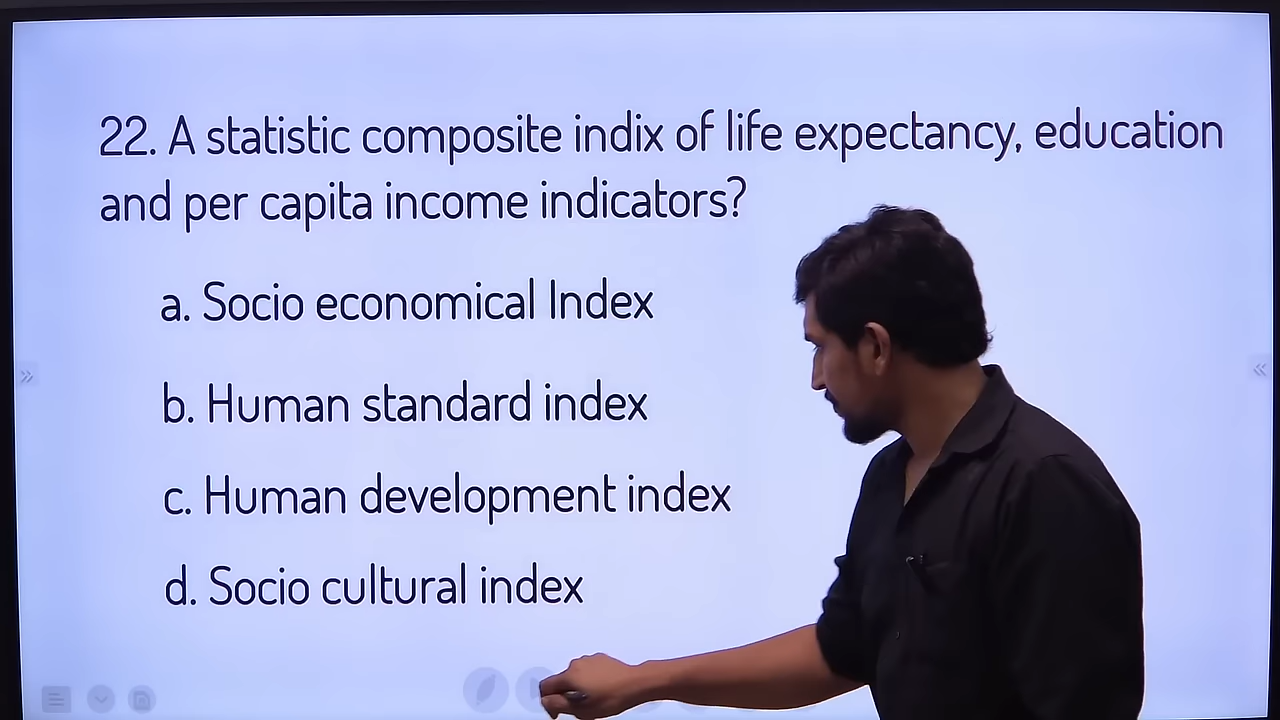 22. A statistic composite indix of life expectancy, education
and per capita income indicators?
a. Socio economical Index
b. Human standard index
c. Human development index
d. Socio cultural index